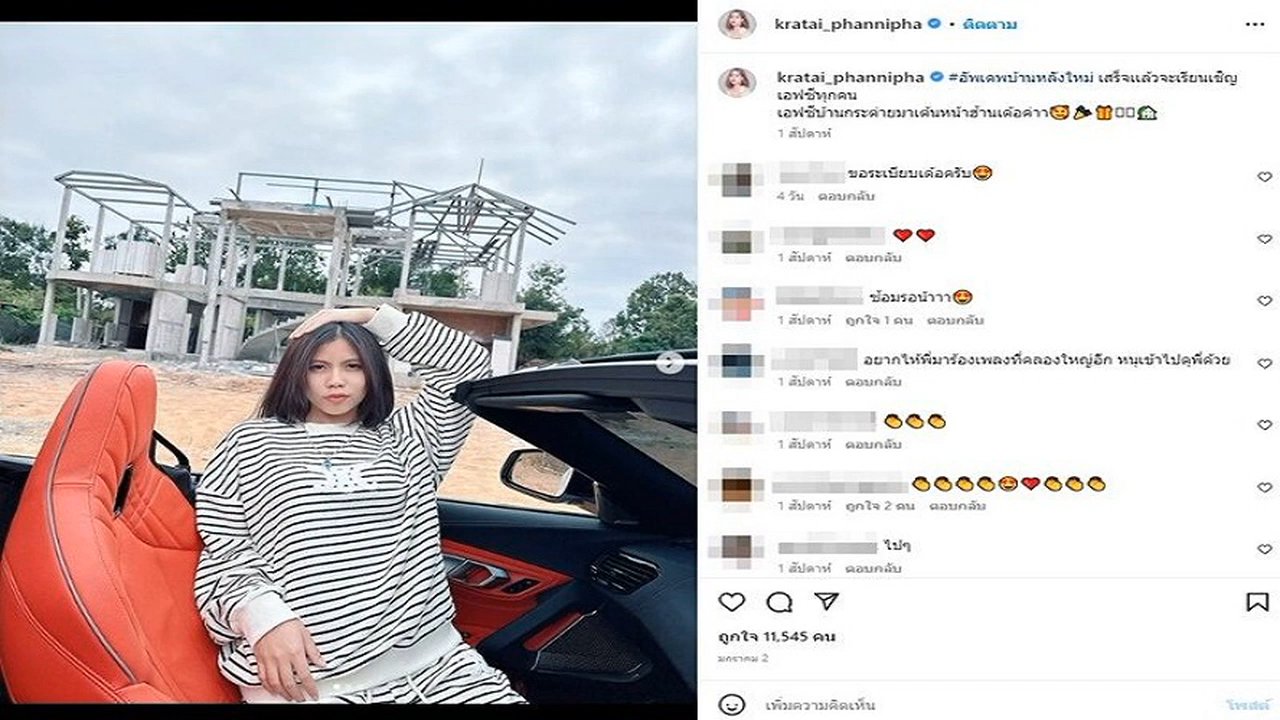 kratai_phannipha • ติดตาม
kratai_phannipha #อัพเดพบ้านหลังใหม่ เสร็จแล้วจะเรียนเชิญ
เอฟซีทุกคน
เอฟซีบ้านกระต่ายมาเต้นหน้าฮ้านเด้อค่าา🥰🎉🎁🏠
1 สัปดาห์
ขอระเบียบเด้อครับ🤩
4 วัน ตอบกลับ
❤️❤️
1 สัปดาห์ ตอบกลับ
ซ้อมรอน้าาา🤩
1 สัปดาห์ ถูกใจ 1 คน ตอบกลับ
อยากให้พี่มาร้องเพลงที่คลองใหญ่อีก หนูเข้าไปดูพี่ด้วย
1 สัปดาห์ ตอบกลับ
👏👏👏
1 สัปดาห์ ตอบกลับ
👏👏👏👏🤩❤️👏👏👏
1 สัปดาห์ ถูกใจ 2 คน ตอบกลับ
ไปๆ
1 สัปดาห์ ตอบกลับ
ถูกใจ 11,545 คน
มกราคม 2
เพิ่มความคิดเห็น
โพสต์